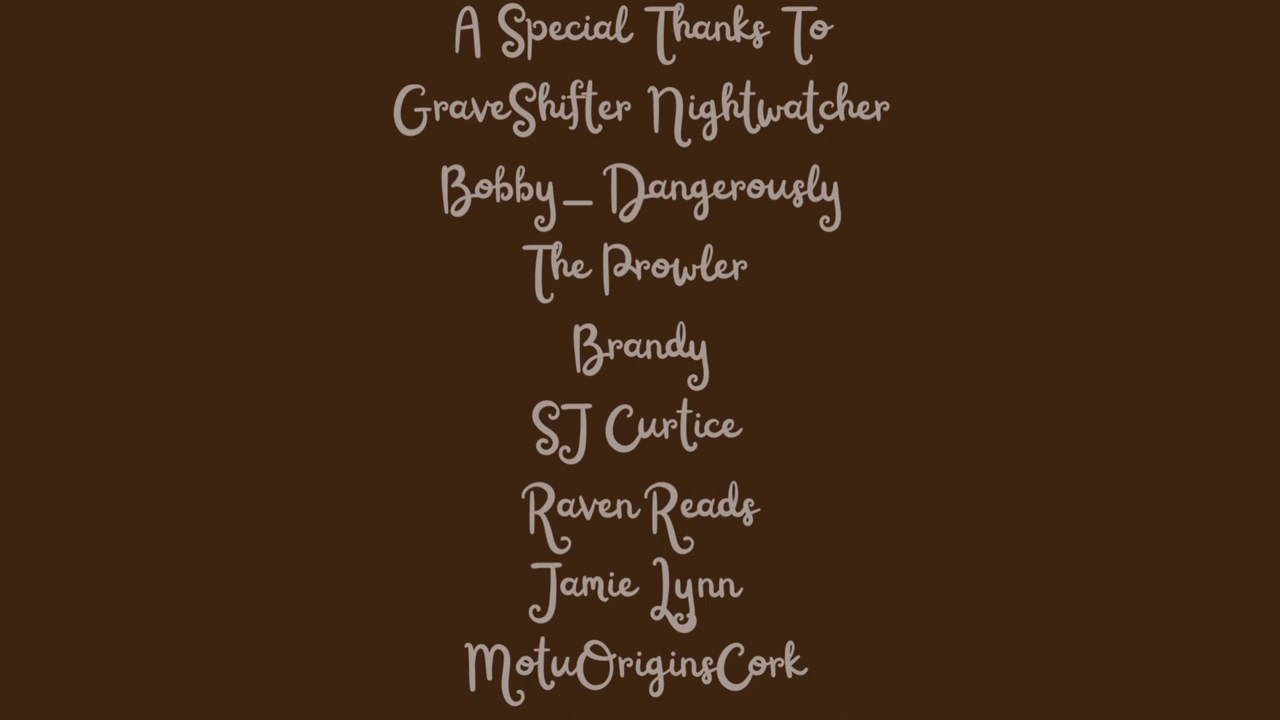 A Special Thanks To
GraveShifter Nightwatcher
Bobby_Dangerously
The Prowler
Brandy
SJ Curtice
Raven Reads
Jamie Lynn
MotuOriginsCork